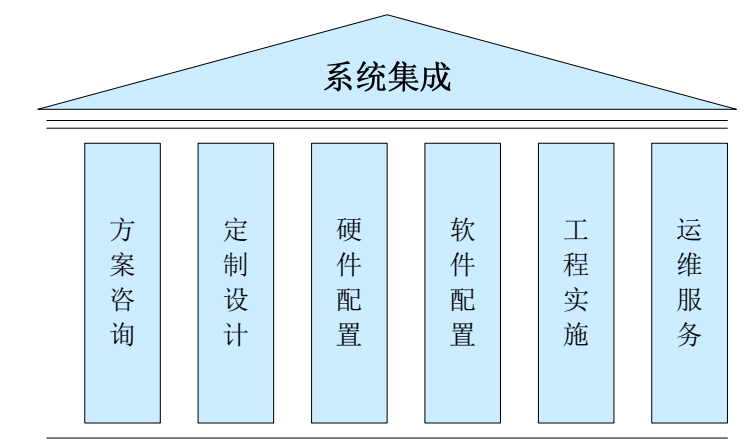 系统集成
方案咨询
定制设计
硬件配置
软件配置
工程实施
运维服务